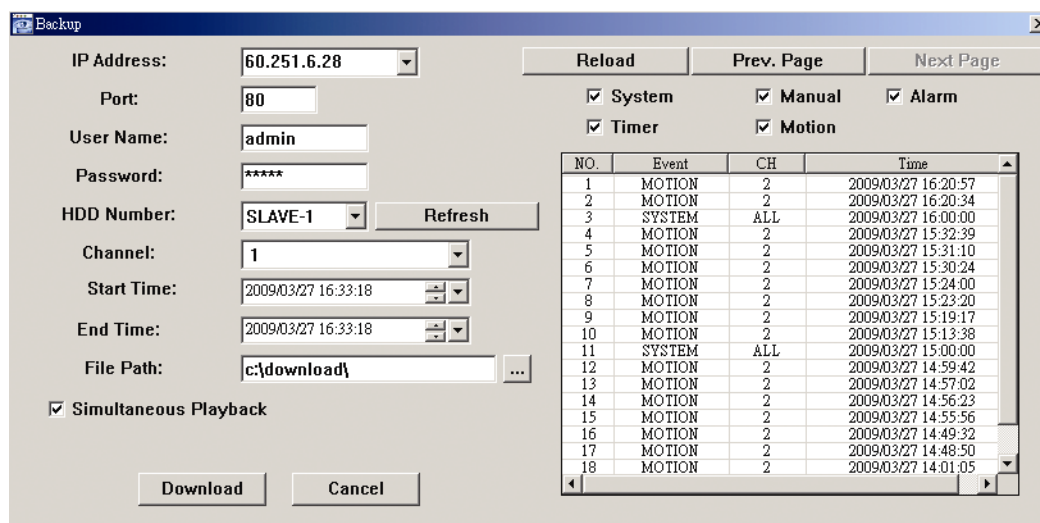 Backup
IP Address: 60.251.6.28
Port: 80
User Name: admin
Password: *****
HDD Number: SLAVE-1 Refresh
Channel: 1
Start Time: 2009/03/27 16:33:18
End Time: 2009/03/27 16:33:18
File Path: c:\download\ ...
Simultaneous Playback
Download Cancel
Reload Prev. Page Next Page
System Manual Alarm
Timer Motion
NO. Event CH Time
1 MOTION 2 2009/03/27 16:20:57
2 MOTION 2 2009/03/27 16:20:34
3 SYSTEM ALL 2009/03/27 16:00:00
4 MOTION 2 2009/03/27 15:32:39
5 MOTION 2 2009/03/27 15:31:10
6 MOTION 2 2009/03/27 15:30:24
7 MOTION 2 2009/03/27 15:24:00
8 MOTION 2 2009/03/27 15:23:20
9 MOTION 2 2009/03/27 15:19:17
10 MOTION 2 2009/03/27 15:13:38
11 SYSTEM ALL 2009/03/27 15:00:00
12 MOTION 2 2009/03/27 14:59:42
13 MOTION 2 2009/03/27 14:57:02
14 MOTION 2 2009/03/27 14:56:23
15 MOTION 2 2009/03/27 14:55:56
16 MOTION 2 2009/03/27 14:49:32
17 MOTION 2 2009/03/27 14:48:50
18 MOTION 2 2009/03/27 14:01:05